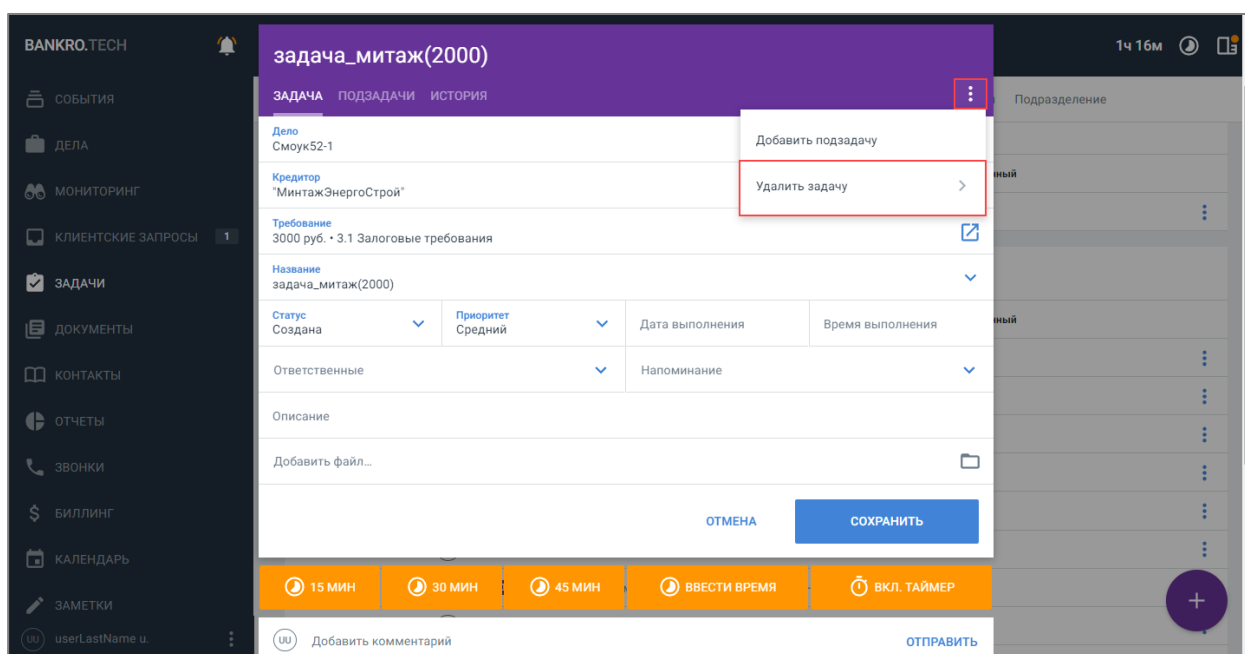 BANKRO.TECH
СОБЫТИЯ
ДЕЛА
МОНИТОРИНГ
КЛИЕНТСКИЕ ЗАПРОСЫ 1
ЗАДАЧИ
ДОКУМЕНТЫ
КОНТАКТЫ
ОТЧЕТЫ
ЗВОНКИ
БИЛЛИНГ
КАЛЕНДАРЬ
ЗАМЕТКИ
UU userLastName u.
задача_митаж(2000)
ЗАДАЧА ПОДЗАДАЧИ ИСТОРИЯ
Добавить подзадачу
Удалить задачу
Дело
Смоук52-1
Кредитор
"МинтажЭнергоСтрой"
Требование
3000 руб. • 3.1 Залоговые требования
Название
задача_митаж(2000)
Статус
Создана
Приоритет
Средний
Дата выполнения
Время выполнения
Ответственные
Напоминание
Описание
Добавить файл...
ОТМЕНА СОХРАНИТЬ
15 МИН 30 МИН 45 МИН ВВЕСТИ ВРЕМЯ ВКЛ. ТАЙМЕР
UU Добавить комментарий ОТПРАВИТЬ
1ч 16м
Подразделение